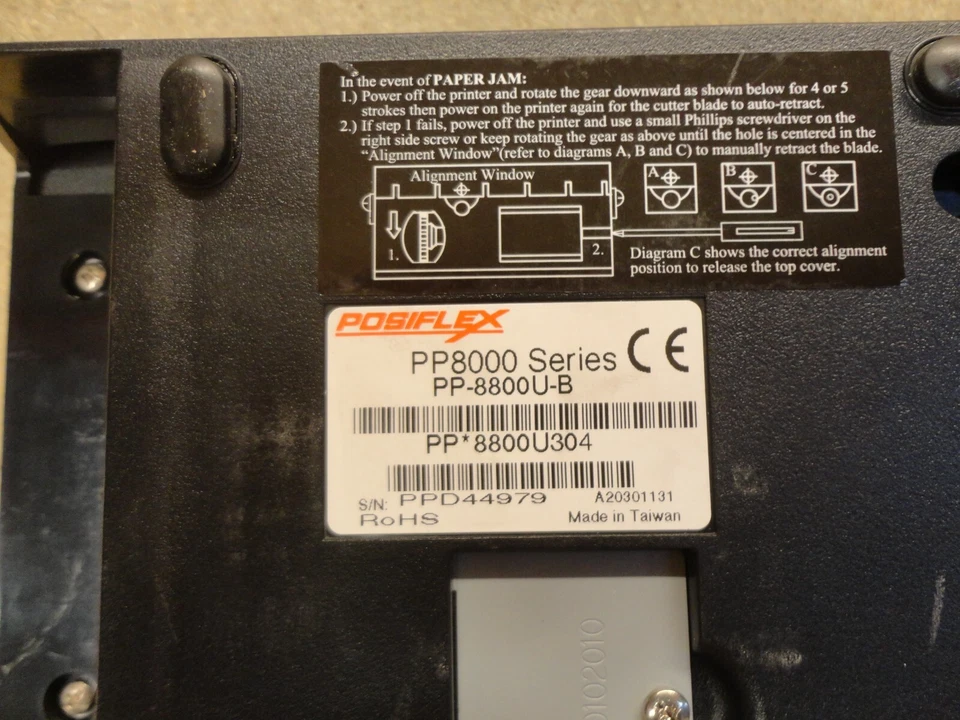 In the event of PAPER JAM:
1.) Power off the printer and rotate the gear downward as shown below for 4 or 5
strokes then power on the printer again for the cutter blade to auto-retract.
2.) If step 1 fails, power off the printer and use a small Phillips screwdriver on the
right side screw or keep rotating the gear as above until the hole is centered in the
“Alignment Window”(refer to diagrams A, B and C) to manually retract the blade.
Alignment Window
A B C
1. 2.
Diagram C shows the correct alignment
position to release the top cover.
POSIFLEX
PP8000 Series CE
PP-8800U-B
PP*8800U304
S/N: PPD44979 A20301131
RoHS Made in Taiwan
0102010